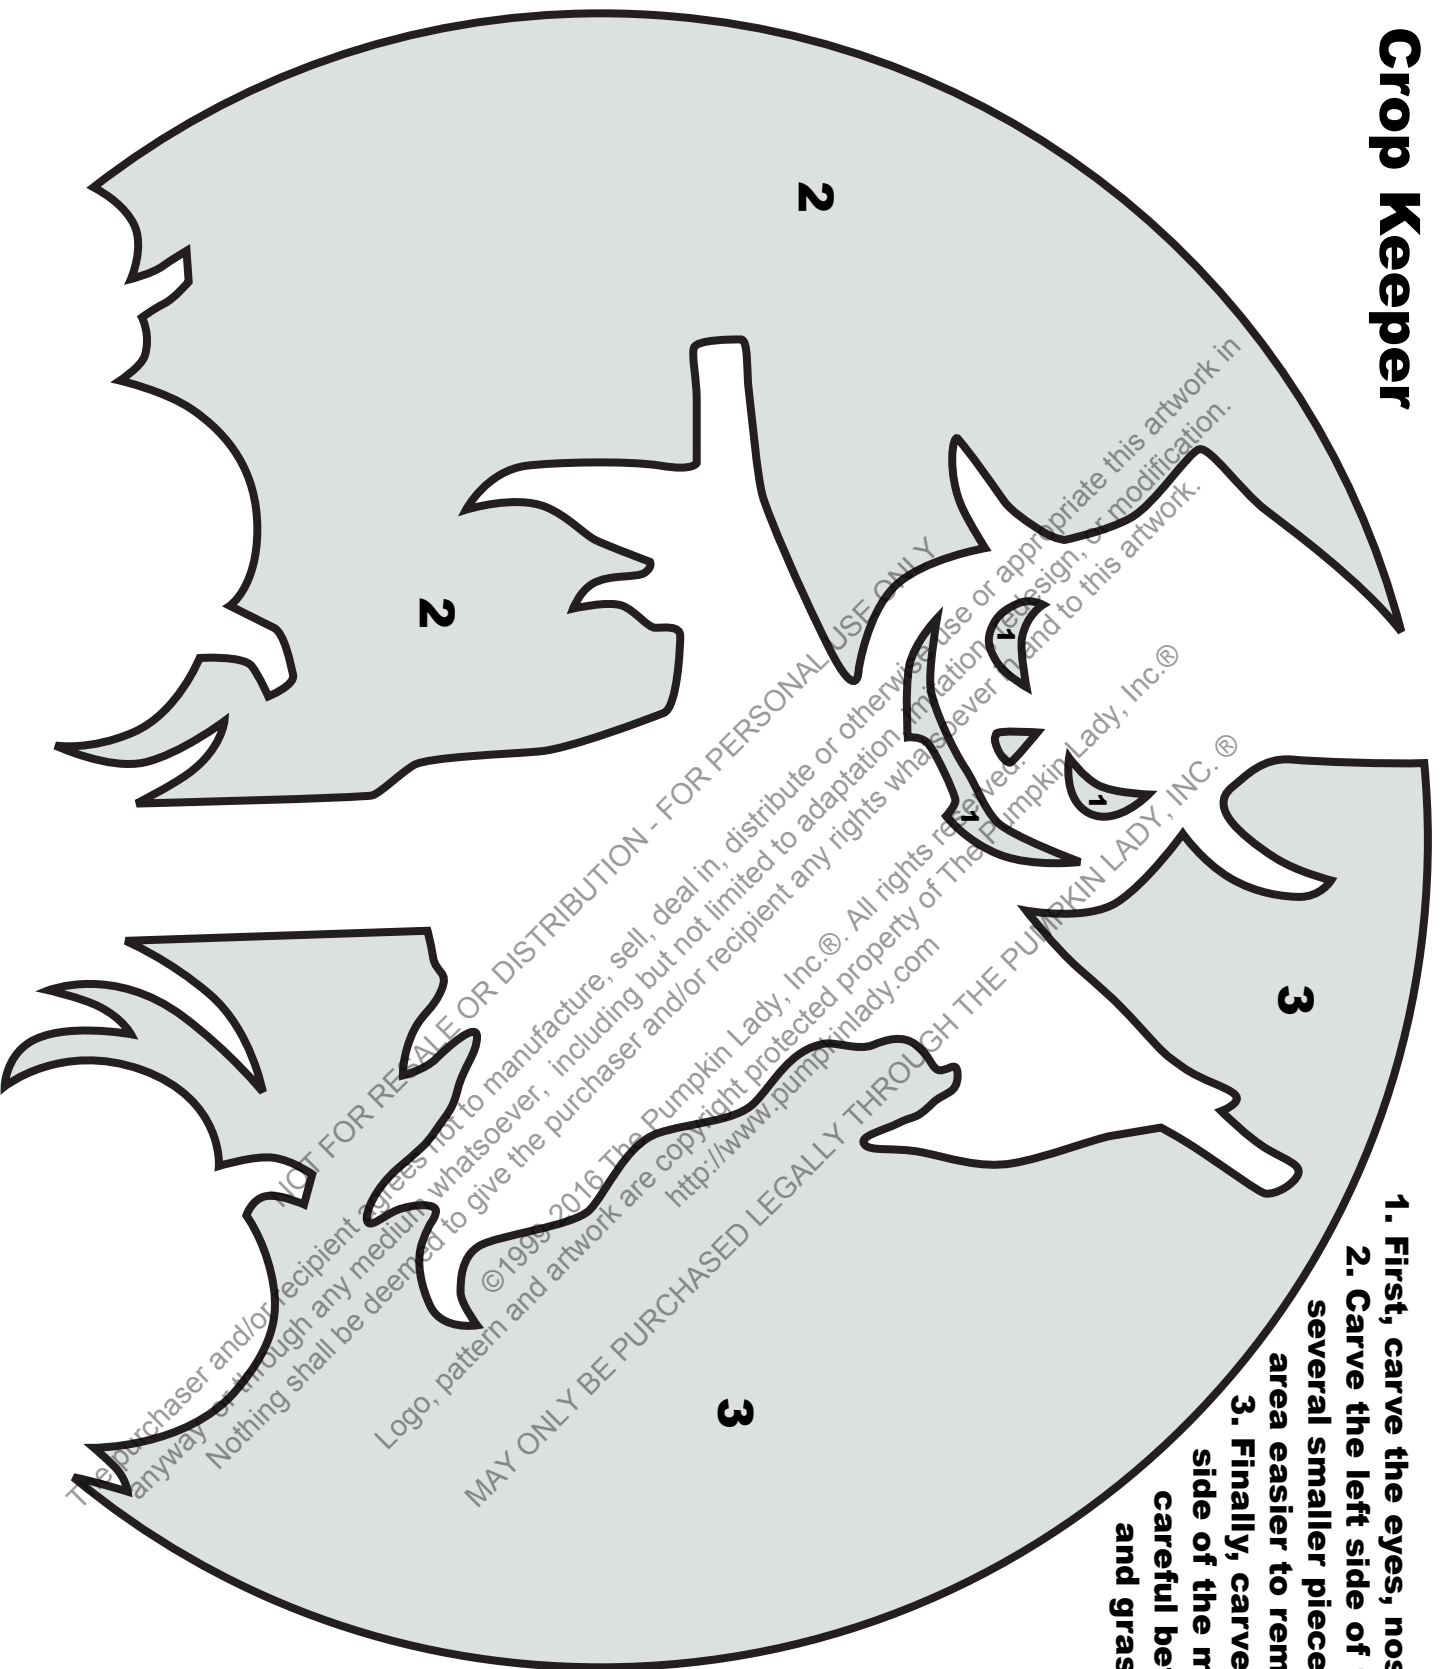 Crop Keeper
1. First, carve the eyes, nos
2. Carve the left side of
several smaller piece
area easier to rem
3. Finally, carve
side of the m
careful be
and gras
2
2
1
1
1
3
3
NOT FOR RESALE OR DISTRIBUTION - FOR PERSONAL USE ONLY
The purchaser and/or recipient agrees not to manufacture, sell, deal in, distribute or otherwise use or appropriate this artwork in
anyway or through any medium whatsoever, including but not limited to adaptation, imitation, redesign, or modification.
Nothing shall be deemed to give the purchaser and/or recipient any rights whatsoever in and to this artwork.
©1999-2016 The Pumpkin Lady, Inc.®. All rights reserved.
Logo, pattern and artwork are copyright protected property of The Pumpkin Lady, Inc.®
http://www.pumpkinlady.com
MAY ONLY BE PURCHASED LEGALLY THROUGH THE PUMPKIN LADY, INC. ®